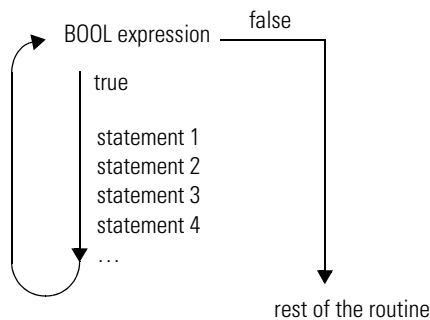 BOOL expression
false
true
statement 1
statement 2
statement 3
statement 4
…
rest of the routine